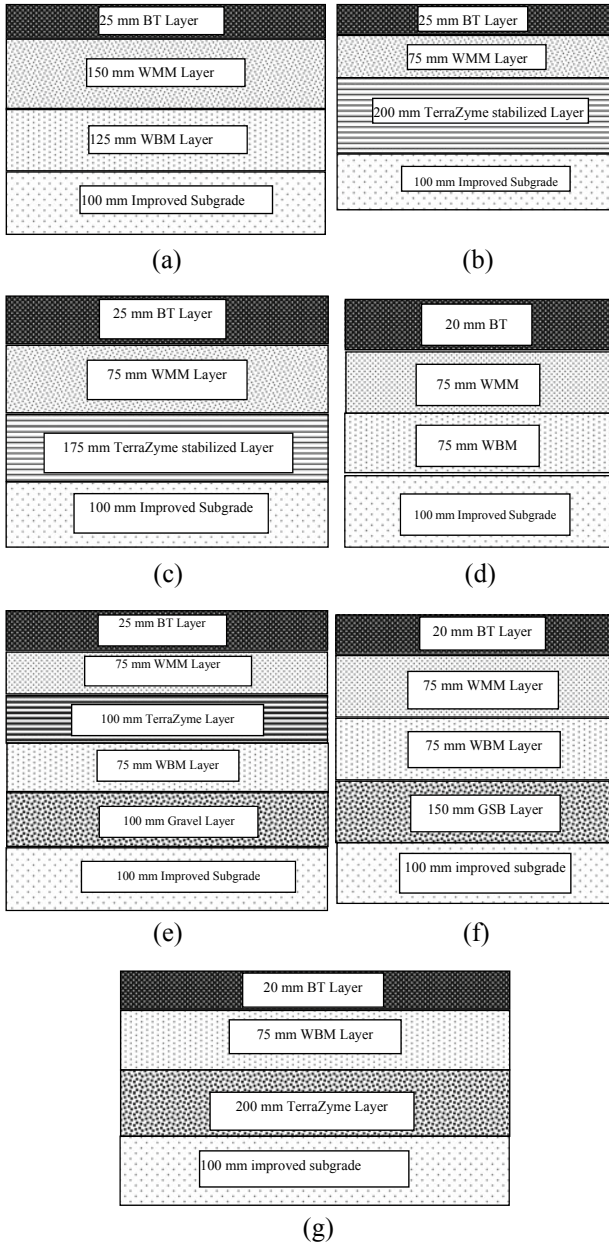 25 mm BT Layer
150 mm WMM Layer
125 mm WBM Layer
100 mm Improved Subgrade
(a)
25 mm BT Layer
75 mm WMM Layer
200 mm TerraZyme stabilized Layer
100 mm Improved Subgrade
(b)
25 mm BT Layer
75 mm WMM Layer
175 mm TerraZyme stabilized Layer
100 mm Improved Subgrade
(c)
20 mm BT
75 mm WMM
75 mm WBM
100 mm Improved Subgrade
(d)
25 mm BT Layer
75 mm WMM Layer
100 mm TerraZyme Layer
75 mm WBM Layer
100 mm Gravel Layer
100 mm Improved Subgrade
(e)
20 mm BT Layer
75 mm WMM Layer
75 mm WBM Layer
150 mm GSB Layer
100 mm improved subgrade
(f)
20 mm BT Layer
75 mm WBM Layer
200 mm TerraZyme Layer
100 mm improved subgrade
(g)